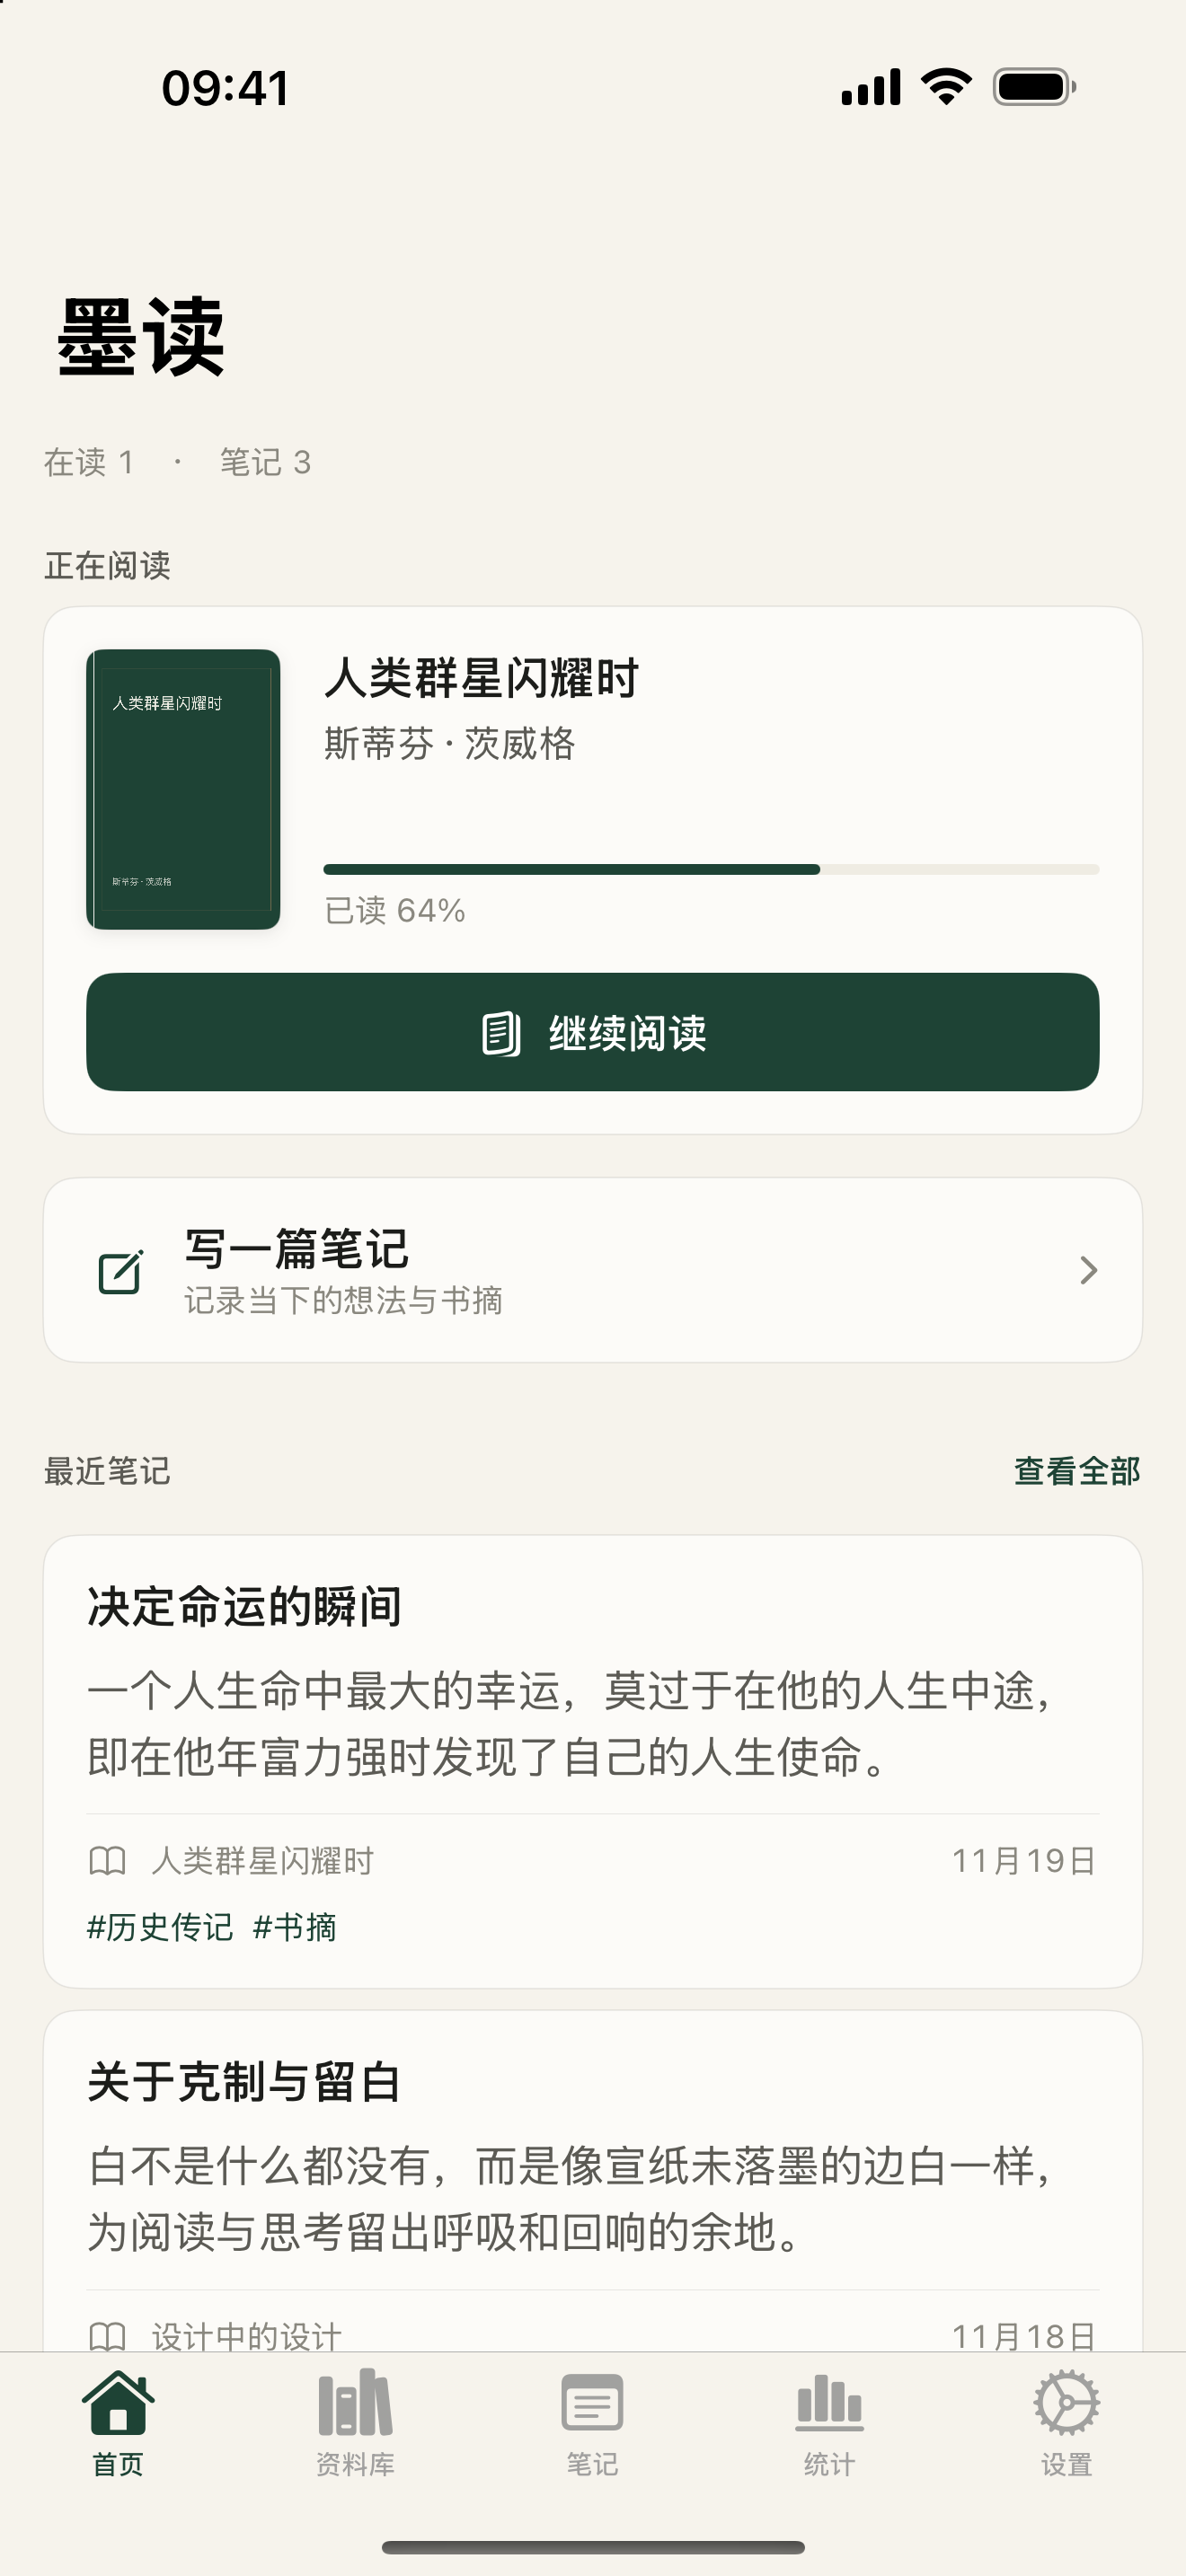 09:41
墨读
在读 1 · 笔记 3
正在阅读
人类群星闪耀时
斯蒂芬·茨威格
人类群星闪耀时
斯蒂芬·茨威格
已读 64%
继续阅读
写一篇笔记
记录当下的想法与书摘
最近笔记
查看全部
决定命运的瞬间
一个人生命中最大的幸运，莫过于在他的人生中途，
即在他年富力强时发现了自己的人生使命。
人类群星闪耀时
11月19日
#历史传记 #书摘
关于克制与留白
白不是什么都没有，而是像宣纸未落墨的边白一样，
为阅读与思考留出呼吸和回响的余地。
设计中的设计
11月18日
首页
资料库
笔记
统计
设置